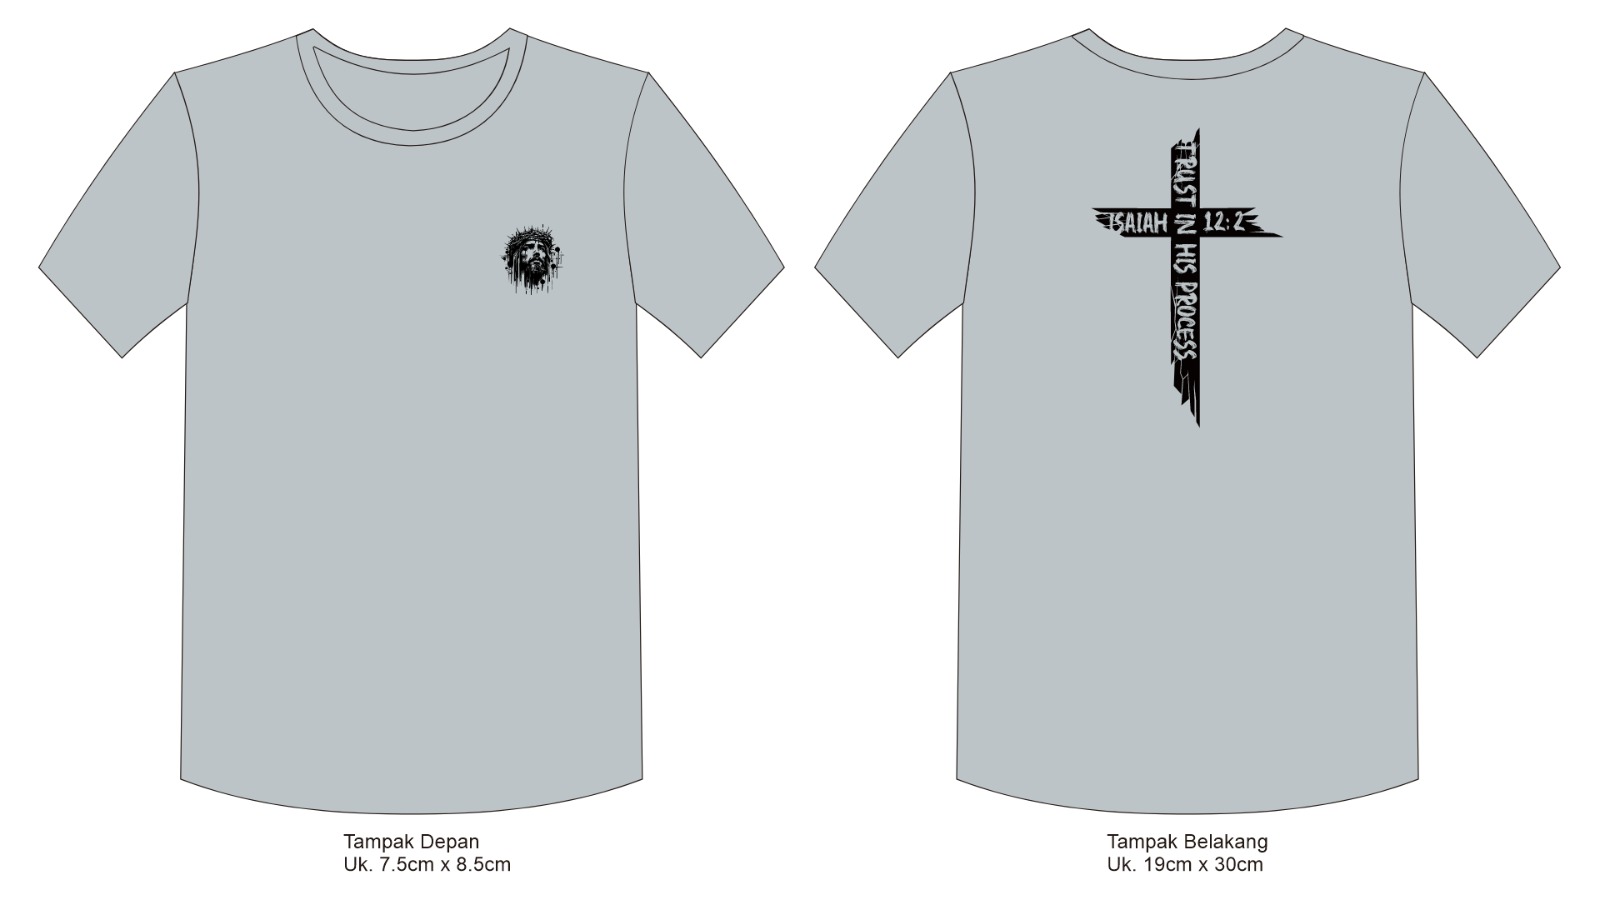 TRUST IN HIS PROCESS
ISAIAH 12:2
Tampak Depan
Uk. 7.5cm x 8.5cm
Tampak Belakang
Uk. 19cm x 30cm